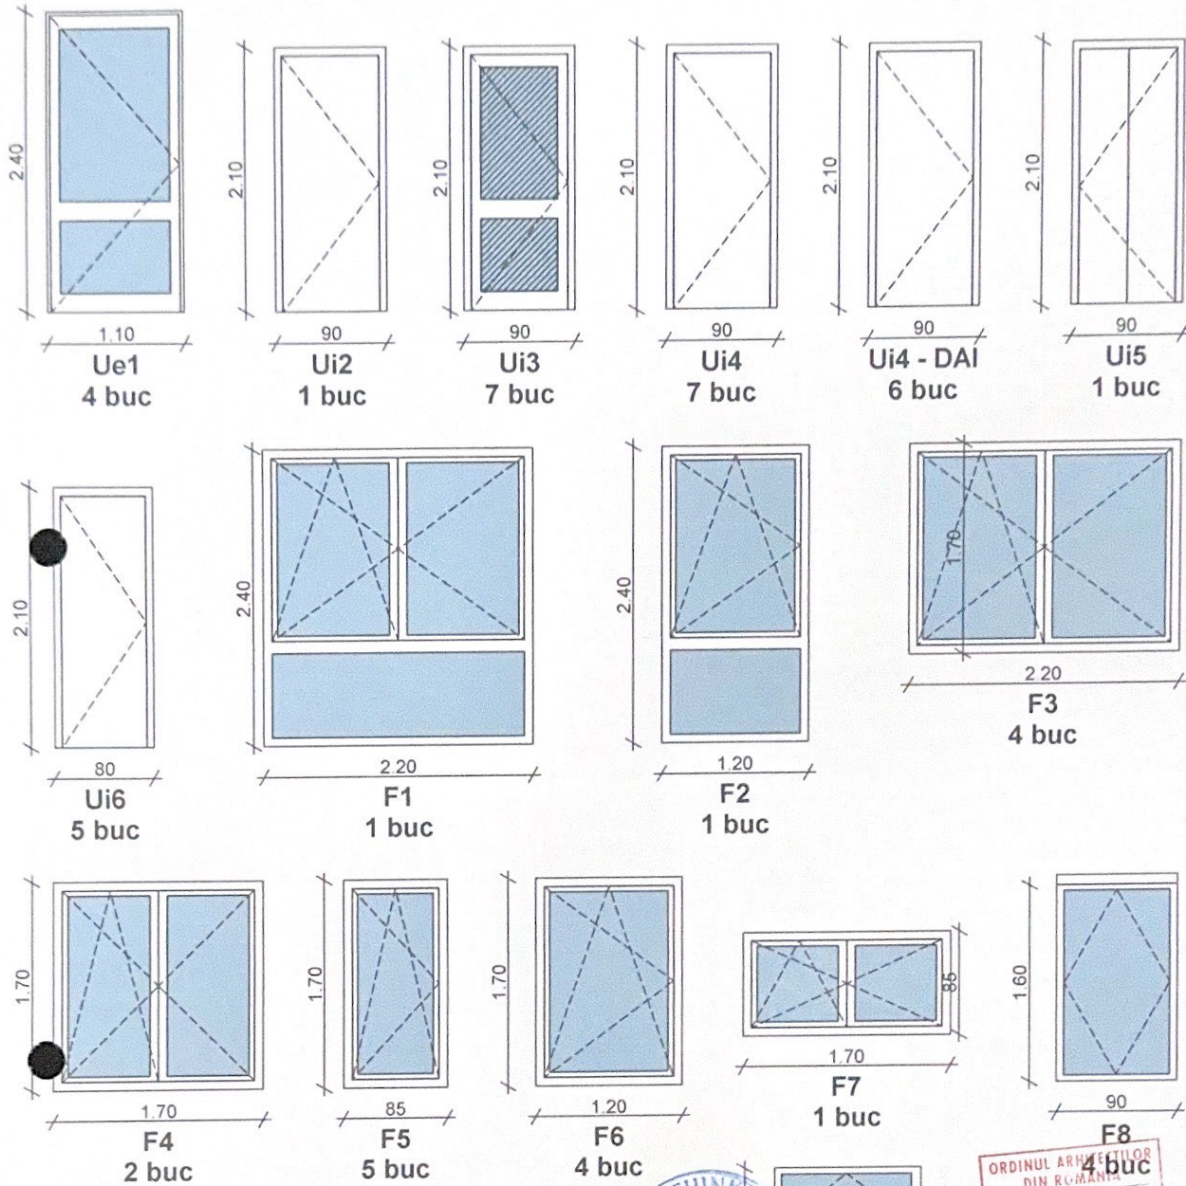 2.40
1.10
Ue1
4 buc
2.10
90
Ui2
1 buc
2.10
90
Ui3
7 buc
2.10
90
Ui4
7 buc
2.10
90
Ui4 - DAI
6 buc
2.10
90
Ui5
1 buc
2.10
80
Ui6
5 buc
2.40
2.20
F1
1 buc
2.40
1.20
F2
1 buc
1.70
2.20
F3
4 buc
1.70
1.70
F4
2 buc
1.70
85
F5
5 buc
1.70
1.20
F6
4 buc
85
1.70
F7
1 buc
1.60
90
F8
4 buc
ORDINUL ARHITECȚILOR
DIN ROMÂNIA